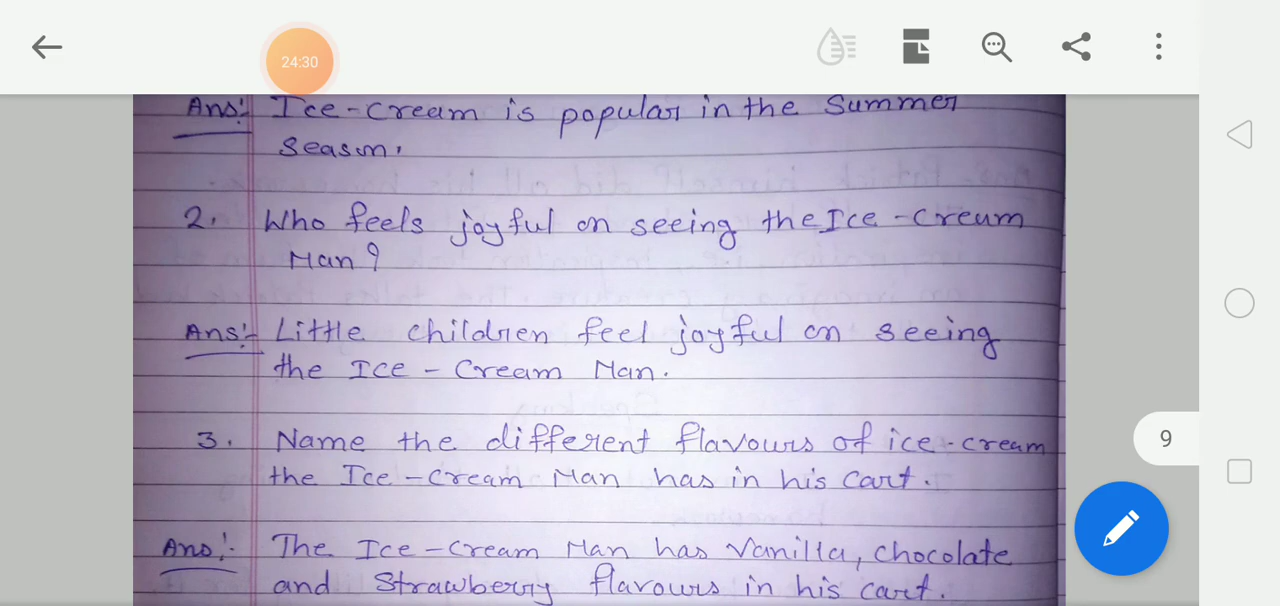 24:30
Ans:- Ice-cream is popular in the Summer
Season.
2. Who feels joyful on seeing the Ice-Cream
Man?
Ans:- Little children feel joyful on seeing
the Ice-Cream Man.
3. Name the different flavours of ice-cream
the Ice-Cream Man has in his cart.
9
Ans:- The Ice-Cream Man has Vanilla, chocolate
and Strawberry flavours in his cart.